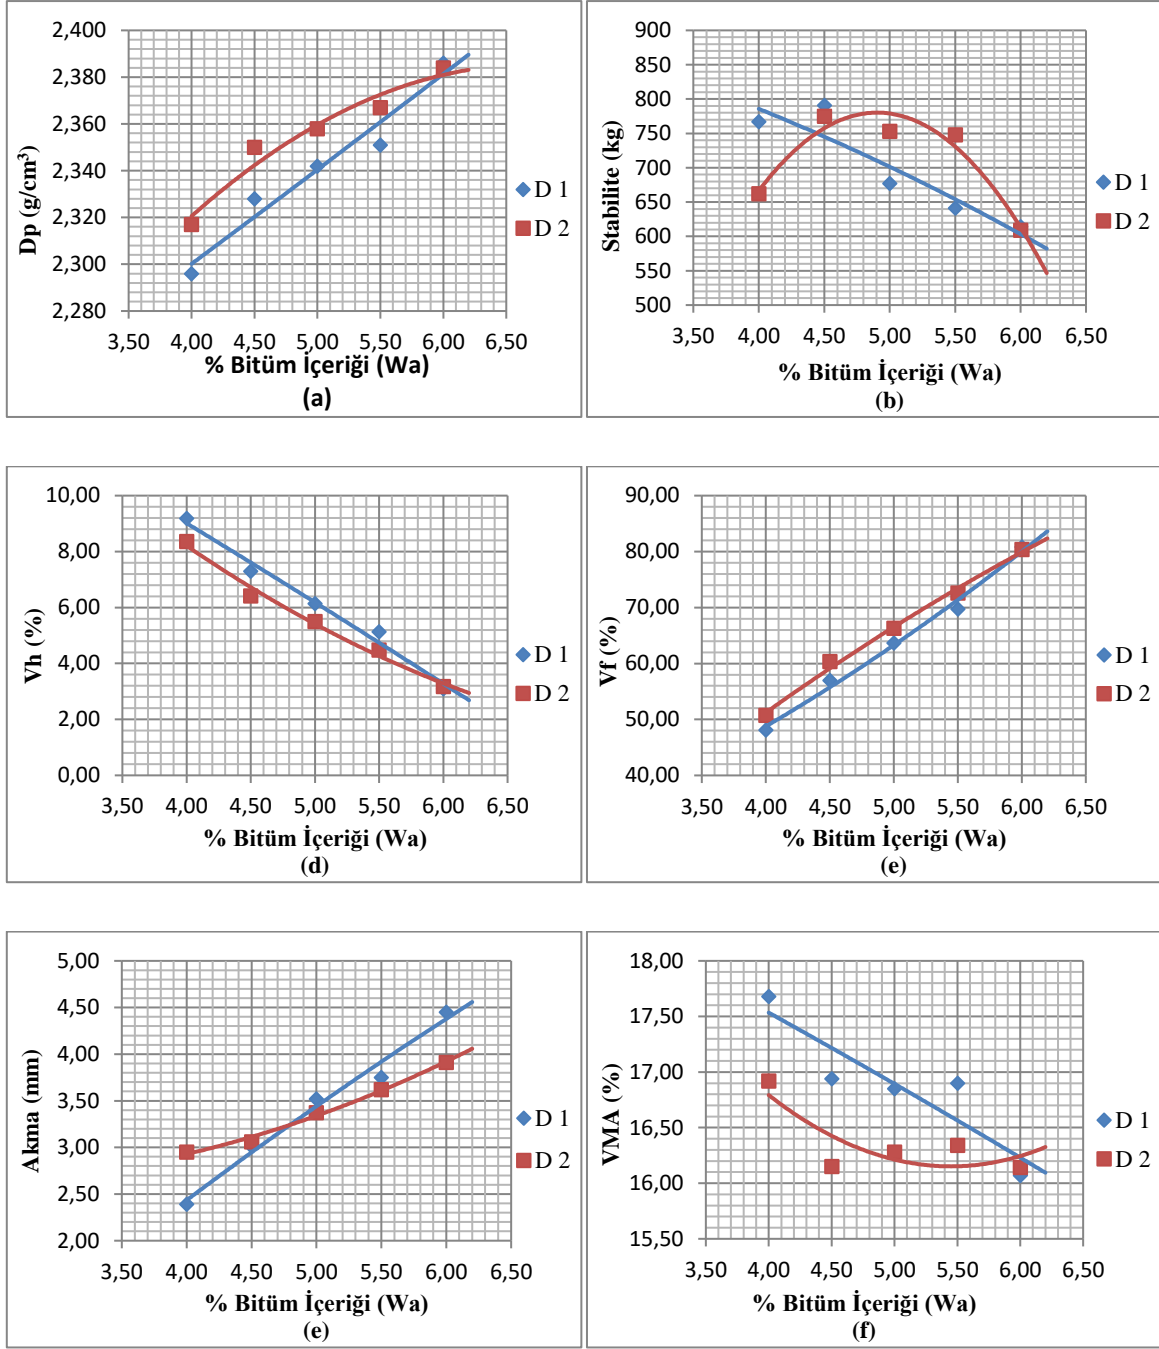 2,400
2,380
2,360
2,340
2,320
2,300
2,280
Dp (g/cm³)
3,50 4,00 4,50 5,00 5,50 6,00 6,50
% Bitüm İçeriği (Wa)
(a)
D 1
D 2
900
850
800
750
700
650
600
550
500
Stabilite (kg)
3,50 4,00 4,50 5,00 5,50 6,00 6,50
% Bitüm İçeriği (Wa)
(b)
D 1
D 2
10,00
8,00
6,00
4,00
2,00
0,00
Vh (%)
3,50 4,00 4,50 5,00 5,50 6,00 6,50
% Bitüm İçeriği (Wa)
(d)
D 1
D 2
90,00
80,00
70,00
60,00
50,00
40,00
Vf (%)
3,50 4,00 4,50 5,00 5,50 6,00 6,50
% Bitüm İçeriği (Wa)
(e)
D 1
D 2
5,00
4,50
4,00
3,50
3,00
2,50
2,00
Akma (mm)
3,50 4,00 4,50 5,00 5,50 6,00 6,50
% Bitüm İçeriği (Wa)
(e)
D 1
D 2
18,00
17,50
17,00
16,50
16,00
15,50
VMA (%)
3,50 4,00 4,50 5,00 5,50 6,00 6,50
% Bitüm İçeriği (Wa)
(f)
D 1
D 2